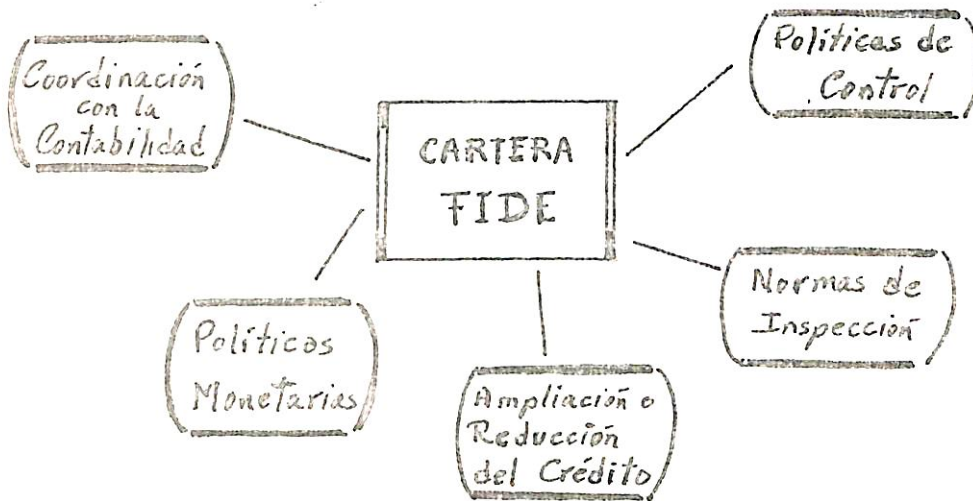 Coordinación
con la
Contabilidad
CARTERA
FIDE
Políticas de
Control
Políticas
Monetarias
Ampliación o
Reducción
del Crédito
Normas de
Inspección